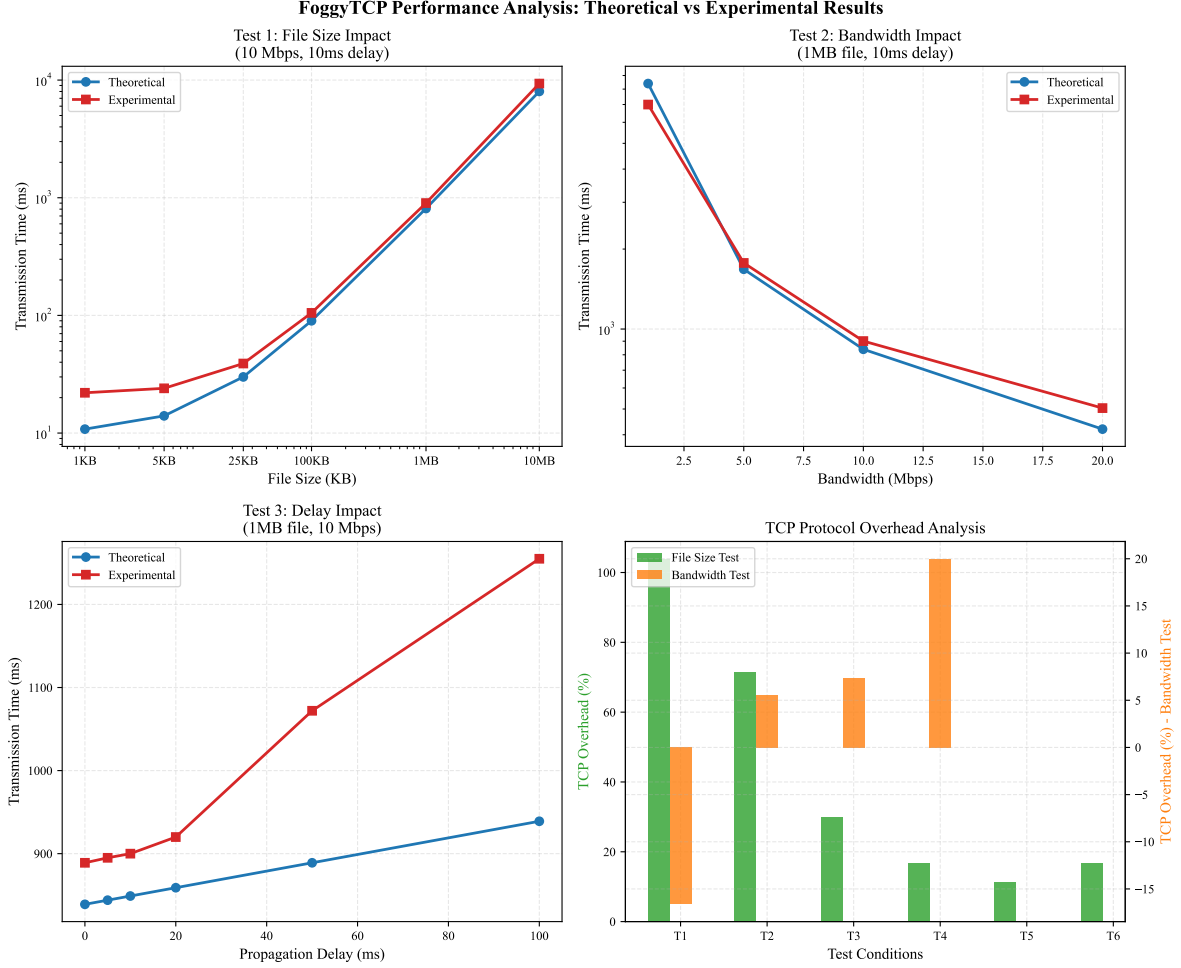 FoggyTCP Performance Analysis: Theoretical vs Experimental Results
Test 1: File Size Impact
(10 Mbps, 10ms delay)
Theoretical
Experimental
Transmission Time (ms)
10^4
10^3
10^2
10^1
1KB 5KB 25KB 100KB 1MB 10MB
File Size (KB)
Test 2: Bandwidth Impact
(1MB file, 10ms delay)
Theoretical
Experimental
Transmission Time (ms)
10^3
2.5 5.0 7.5 10.0 12.5 15.0 17.5 20.0
Bandwidth (Mbps)
Test 3: Delay Impact
(1MB file, 10 Mbps)
Theoretical
Experimental
Transmission Time (ms)
1200
1100
1000
900
0 20 40 60 80 100
Propagation Delay (ms)
TCP Protocol Overhead Analysis
File Size Test
Bandwidth Test
TCP Overhead (%)
100
80
60
40
20
0
T1 T2 T3 T4 T5 T6
Test Conditions
20
15
10
5
0
−5
−10
−15
TCP Overhead (%) - Bandwidth Test